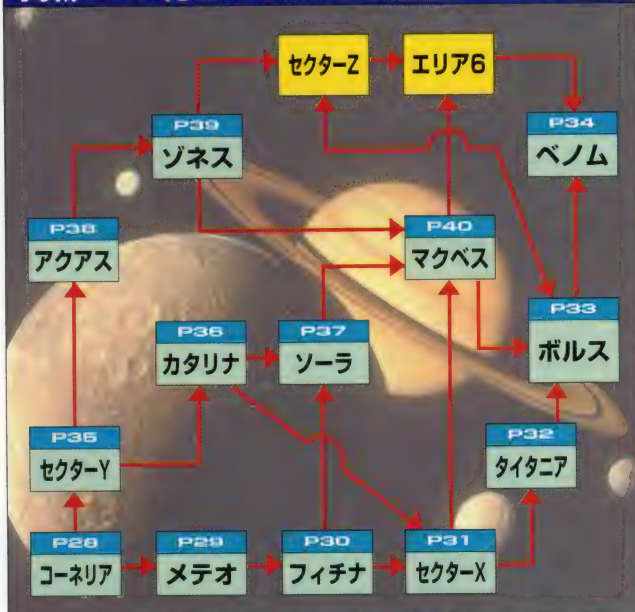 セクターZ
エリア6
P39
ゾネス
P34
ベノム
P38
アクアス
P40
マクベス
P36
カタリナ
P37
ソーラ
P33
ボルス
P35
セクターY
P32
タイタニア
P28
コーネリア
P29
メテオ
P30
フィチナ
P31
セクターX